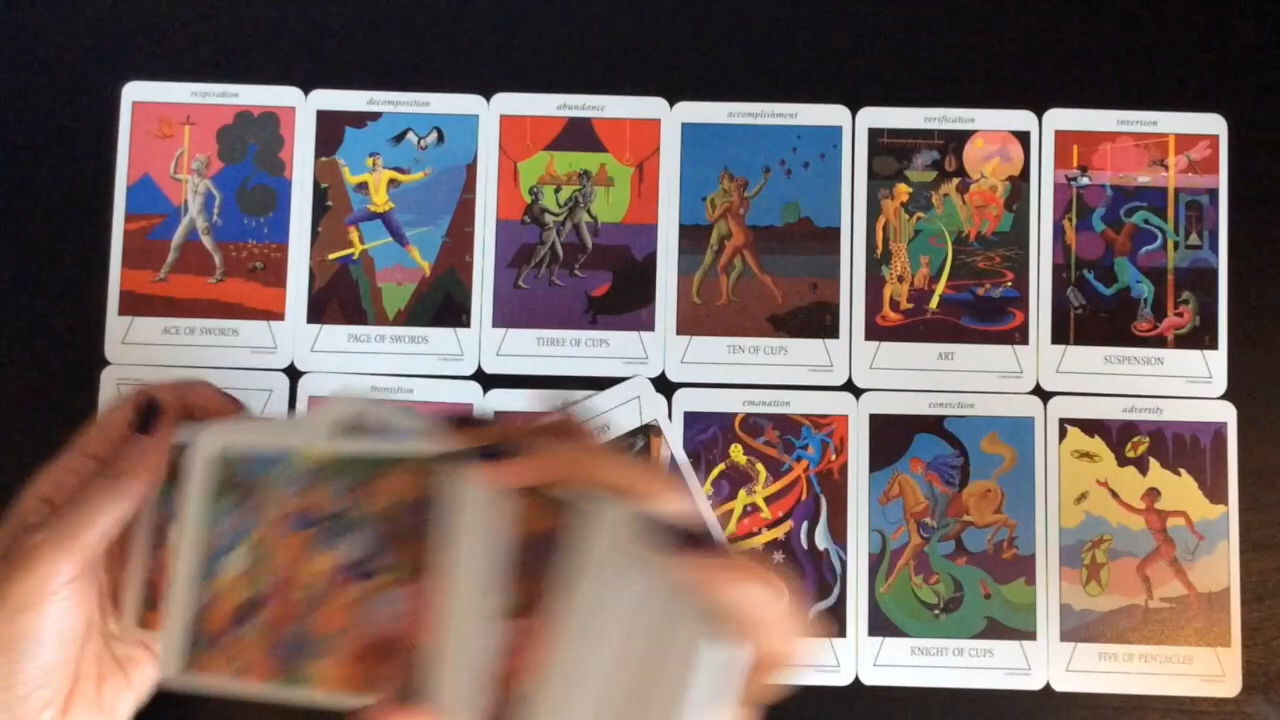 respiration
decomposition
abundance
accomplishment
verification
inversion
ACE OF SWORDS
PAGE OF SWORDS
THREE OF CUPS
TEN OF CUPS
ART
SUSPENSION
transition
emanation
conviction
adversity
KNIGHT OF CUPS
FIVE OF PENTACLES